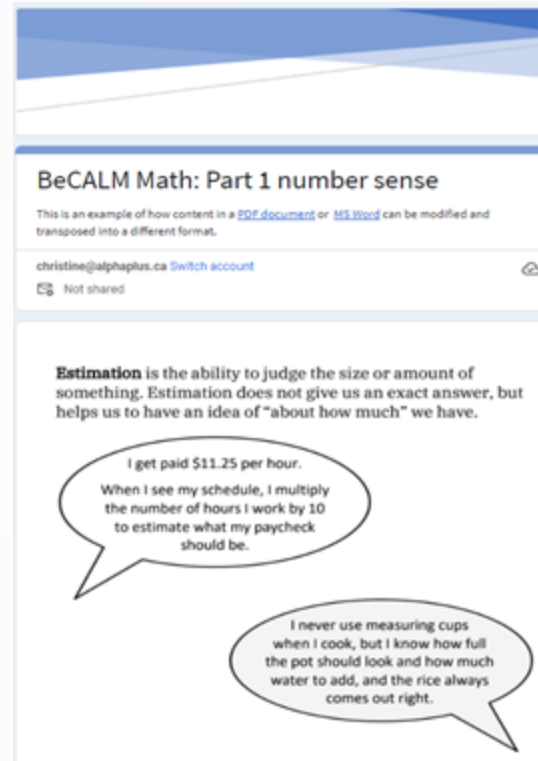 BeCALM Math: Part 1 number sense
This is an example of how content in a PDF document or MS Word can be modified and
transposed into a different format.
christine@alphaplus.ca Switch account
Not shared
Estimation is the ability to judge the size or amount of
something. Estimation does not give us an exact answer, but
helps us to have an idea of “about how much” we have.
I get paid $11.25 per hour.
When I see my schedule, I multiply
the number of hours I work by 10
to estimate what my paycheck
should be.
I never use measuring cups
when I cook, but I know how full
the pot should look and how much
water to add, and the rice always
comes out right.